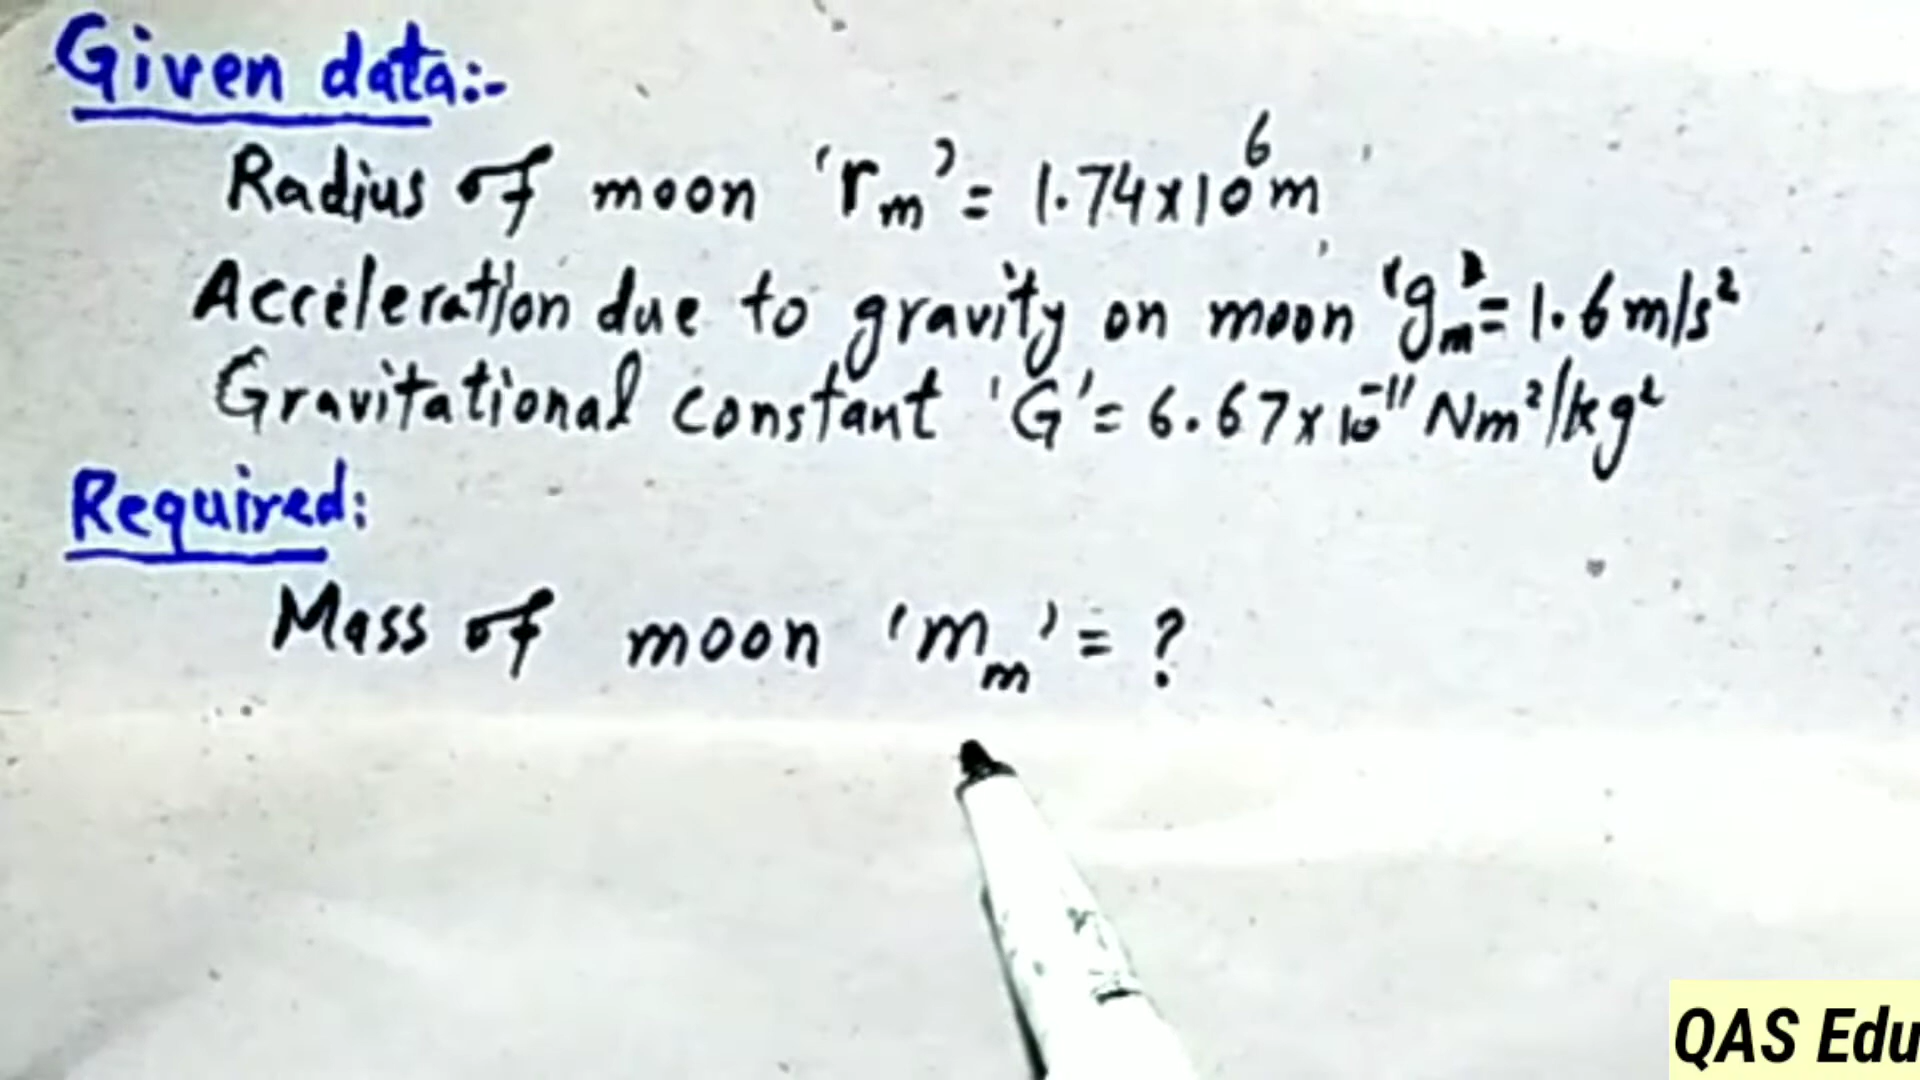 Given data:-
Radius of moon 'rₘ' = 1.74x10⁶m
Acceleration due to gravity on moon 'gₘ' = 1.6m/s²
Gravitational constant 'G' = 6.67x10⁻¹¹ Nm²/kg²
Required:
Mass of moon 'mₘ' = ?
QAS Edu